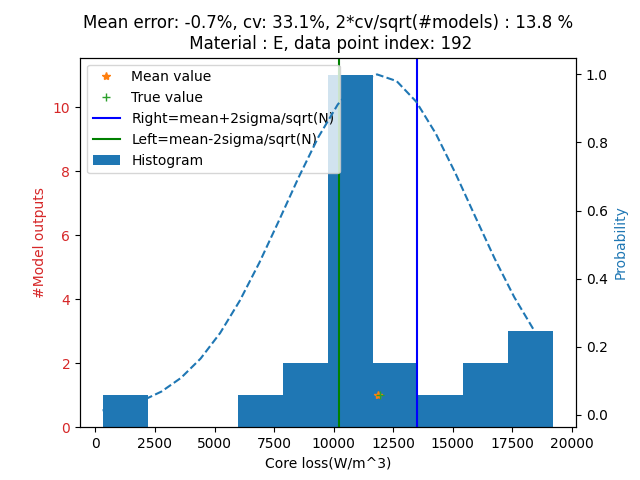 Mean error: -0.7%, cv: 33.1%, 2*cv/sqrt(#models) : 13.8 %
Material : E, data point index: 192
Mean value
True value
Right=mean+2sigma/sqrt(N)
Left=mean-2sigma/sqrt(N)
Histogram
#Model outputs
0
2
4
6
8
10
Probability
0.0
0.2
0.4
0.6
0.8
1.0
0 2500 5000 7500 10000 12500 15000 17500 20000
Core loss(W/m^3)